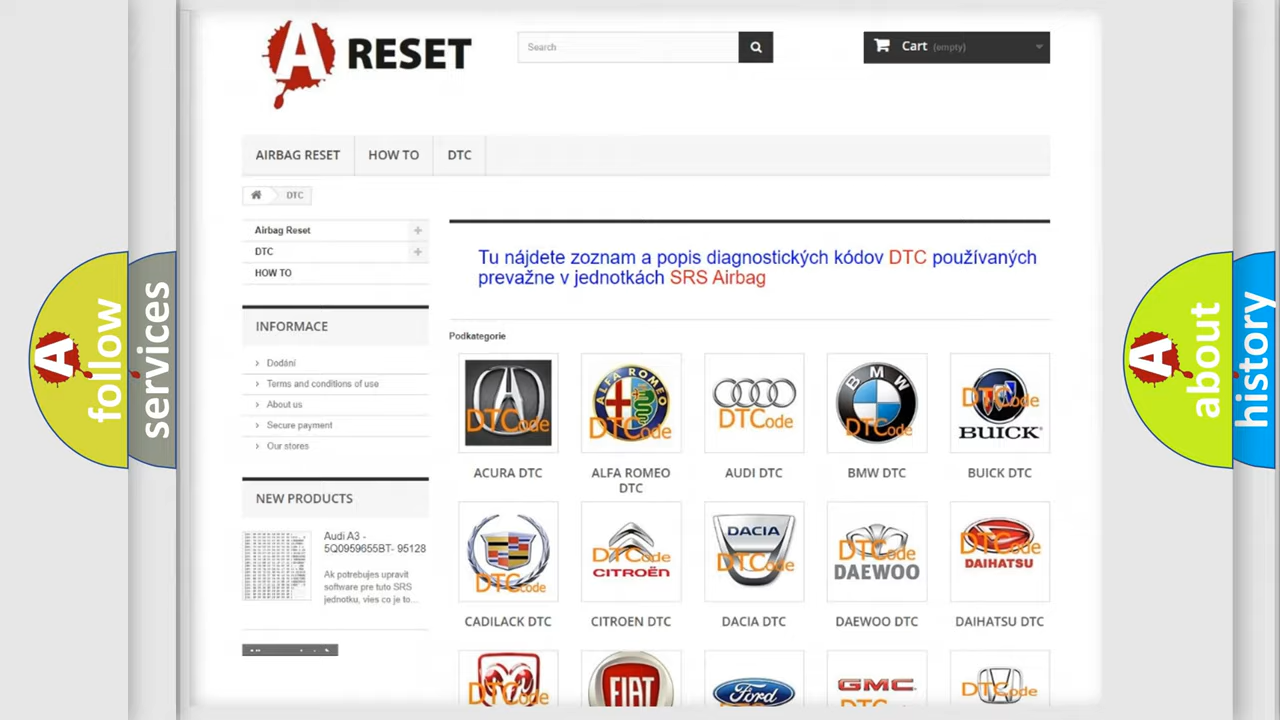 A RESET
Search
Cart (empty)
AIRBAG RESET
HOW TO
DTC
DTC
Airbag Reset
DTC
HOW TO
INFORMACE
Dodání
Terms and conditions of use
About us
Secure payment
Our stores
NEW PRODUCTS
Audi A3 -
5Q0959655BT- 95128
Ak potrebujes upravit
software pre tuto SRS
jednotku, vies co je to...
Tu nájdete zoznam a popis diagnostických kódov DTC používaných
prevažne v jednotkách SRS Airbag
Podkategorie
DTCode
ALFA ROMEO
DTCode
DTCode
BMW
DTCode
DTCode
BUICK
ACURA DTC
ALFA ROMEO
DTC
AUDI DTC
BMW DTC
BUICK DTC
DTCode
DTCode
CITROËN
DACIA
DTCode
DTCode
DAEWOO
DTCode
DAIHATSU
CADILACK DTC
CITROEN DTC
DACIA DTC
DAEWOO DTC
DAIHATSU DTC
DTCode
FIAT
Ford
GMC
DTCode
A follow
services
A about
history